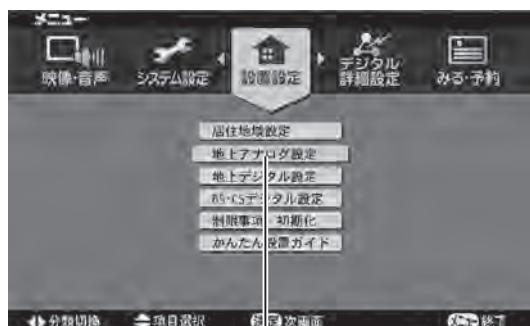 メニュー
映像・音声 システム設定 設置設定 デジタル詳細設定 みる・予約
居住地域設定
地上アナログ設定
地上デジタル設定
BS・CSデジタル設定
制限事項・初期化
かんたん設置ガイド
分類切換 項目選択 決定 次画面 終了